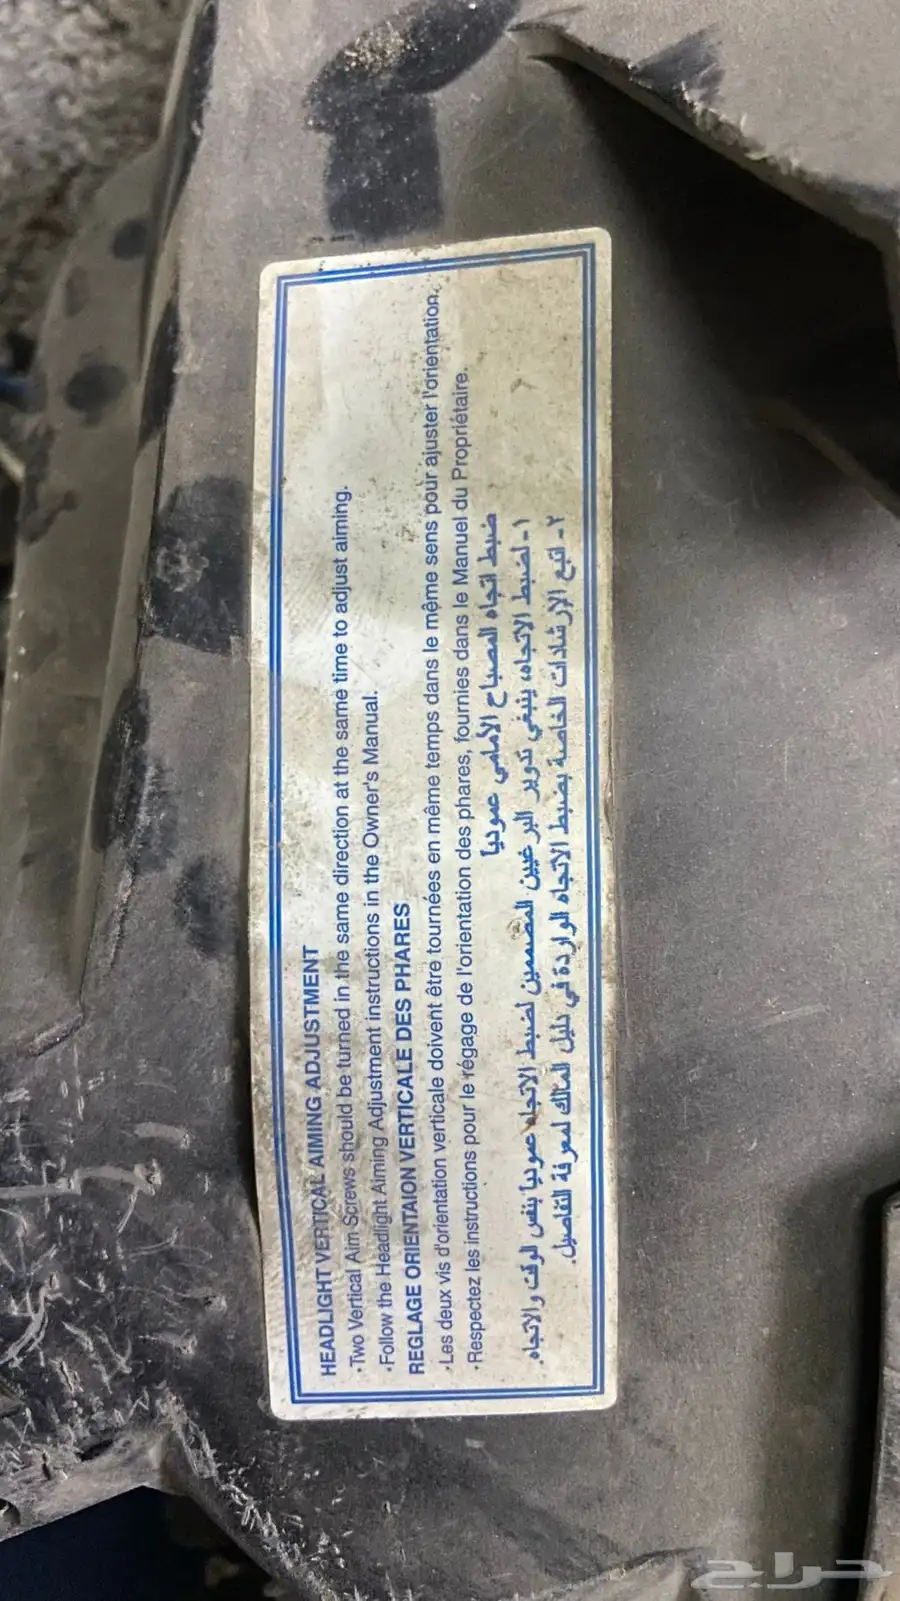 HEADLIGHT VERTICAL AIMING ADJUSTMENT
·Two Vertical Aim Screws should be turned in the same direction at the same time to adjust aiming.
·Follow the Headlight Aiming Adjustment instructions in the Owner's Manual.
REGLAGE ORIENTAION VERTICALE DES PHARES
·Les deux vis d'orientation verticale doivent être tournées en même temps dans le même sens pour ajuster l'orientation.
·Respectez les instructions pour le régage de l'orientation des phares, fournies dans le Manuel du Propriétaire.
ضبط اتجاه المصباح الأمامي عموديا
١- لضبط الاتجاه، ينبغي تدوير البرغيين المصممين لضبط الاتجاه عموديا بنفس الوقت والاتجاه.
٢- اتبع الإرشادات الخاصة بضبط الاتجاه الواردة في دليل المالك لمعرفة التفاصيل.
حراج